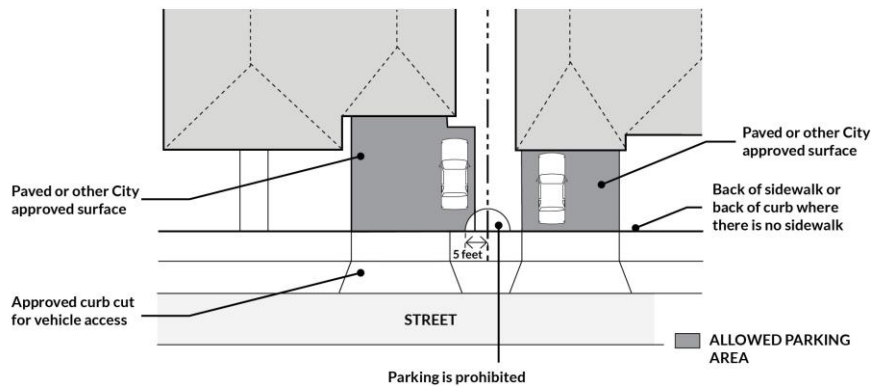 Paved or other City
approved surface
Paved or other City
approved surface
Back of sidewalk or
back of curb where
there is no sidewalk
5 feet
Approved curb cut
for vehicle access
STREET
ALLOWED PARKING
AREA
Parking is prohibited